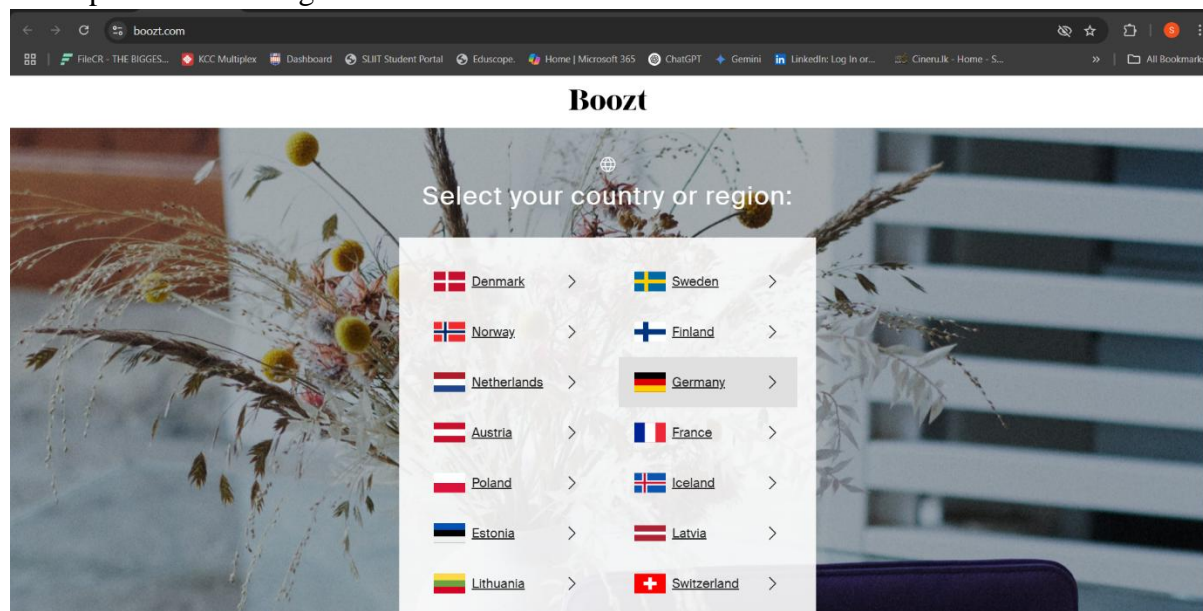 boozt.com
FileCR - THE BIGGES... KCC Multiplex Dashboard SLIIT Student Portal Eduscope. Home | Microsoft 365 ChatGPT Gemini LinkedIn: Log In or... Cineru.lk - Home - S... » All Bookmarks
Boozt
Select your country or region:
Denmark Sweden
Norway Finland
Netherlands Germany
Austria France
Poland Iceland
Estonia Latvia
Lithuania Switzerland